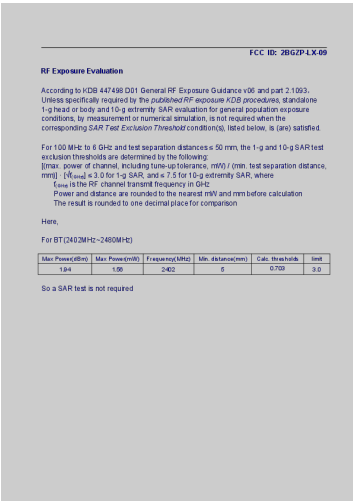 FCC ID: 2BGZP-LX-09
RF Exposure Evaluation
According to KDB 447498 D01 General RF Exposure Guidance v06 and part 2.1093.
Unless specifically required by the published RF exposure KDB procedures, standalone
1-g head or body and 10-g extremity SAR evaluation for general population exposure
conditions, by measurement or numerical simulation, is not required when the
corresponding SAR Test Exclusion Threshold condition(s), listed below, is (are) satisfied.
For 100 MHz to 6 GHz and test separation distances ≤ 50 mm, the 1-g and 10-g SAR test
exclusion thresholds are determined by the following:
[(max. power of channel, including tune-up tolerance, mW) / (min. test separation distance,
mm)] · [√f(GHz)] ≤ 3.0 for 1-g SAR, and ≤ 7.5 for 10-g extremity SAR, where
f(GHz) is the RF channel transmit frequency in GHz
Power and distance are rounded to the nearest mW and mm before calculation
The result is rounded to one decimal place for comparison
Here,
For BT(2402MHz~2480MHz)
Max Power(dBm) Max Power(mW) Frequency(MHz) Min. distance(mm) Calc. thresholds limit
1.94 1.56 2402 5 0.703 3.0
So a SAR test is not required